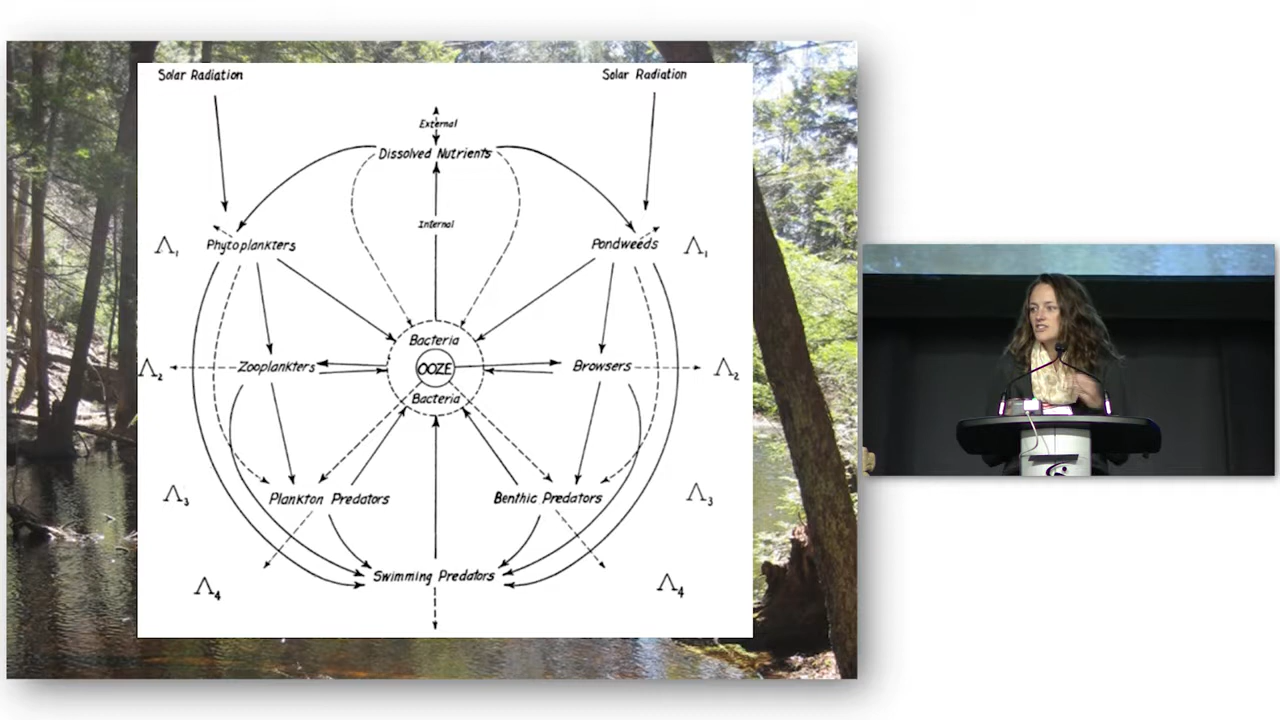 Solar Radiation
Solar Radiation
External
Dissolved Nutrients
Internal
Λ₁
Phytoplankters
Pondweeds
Λ₁
Bacteria
Λ₂
Zooplankters
OOZE
Browsers
Λ₂
Bacteria
Λ₃
Plankton Predators
Benthic Predators
Λ₃
Swimming Predators
Λ₄
Λ₄